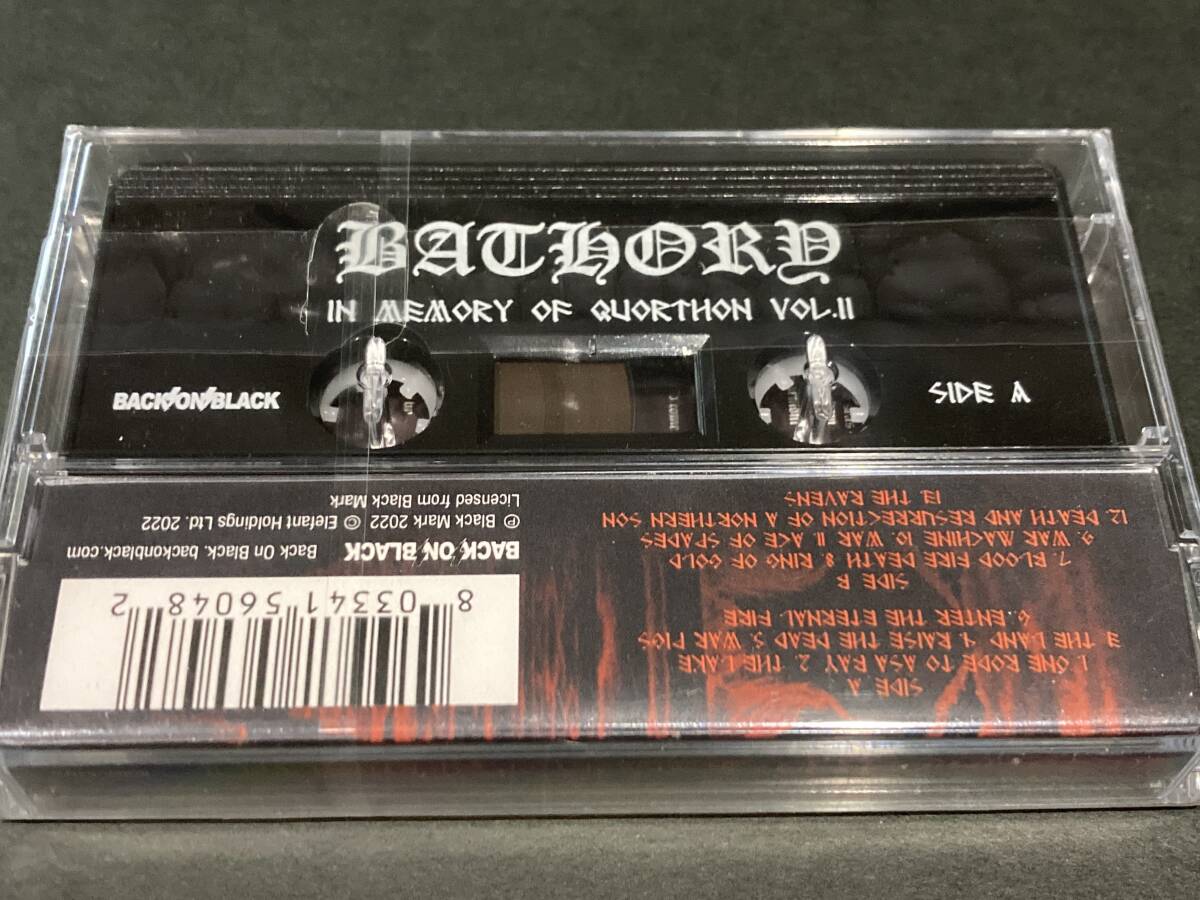 BATHORY
IN MEMORY OF QUORTHON VOL.II
BACK ON BLACK
SIDE A
SIDE A
1. ONE RODE TO ASA BAY 2. THE LAKE
3. THE LAND 4. RAISE THE DEAD 5. WAR PIGS
6. ENTER THE ETERNAL FIRE
SIDE B
7. BLOOD FIRE DEATH 8 RING OF GOLD
9. WAR MACHINE 10. WAR 11 ACE OF SPADES
12. DEATH AND RESURRECTION OF A NORTHERN SON
13. THE RAVENS
8 03341 56048 2
BACK ON BLACK Back On Black. backonblack.com
℗ Black Mark 2022 © Elefant Holdings Ltd. 2022
Licensed from Black Mark